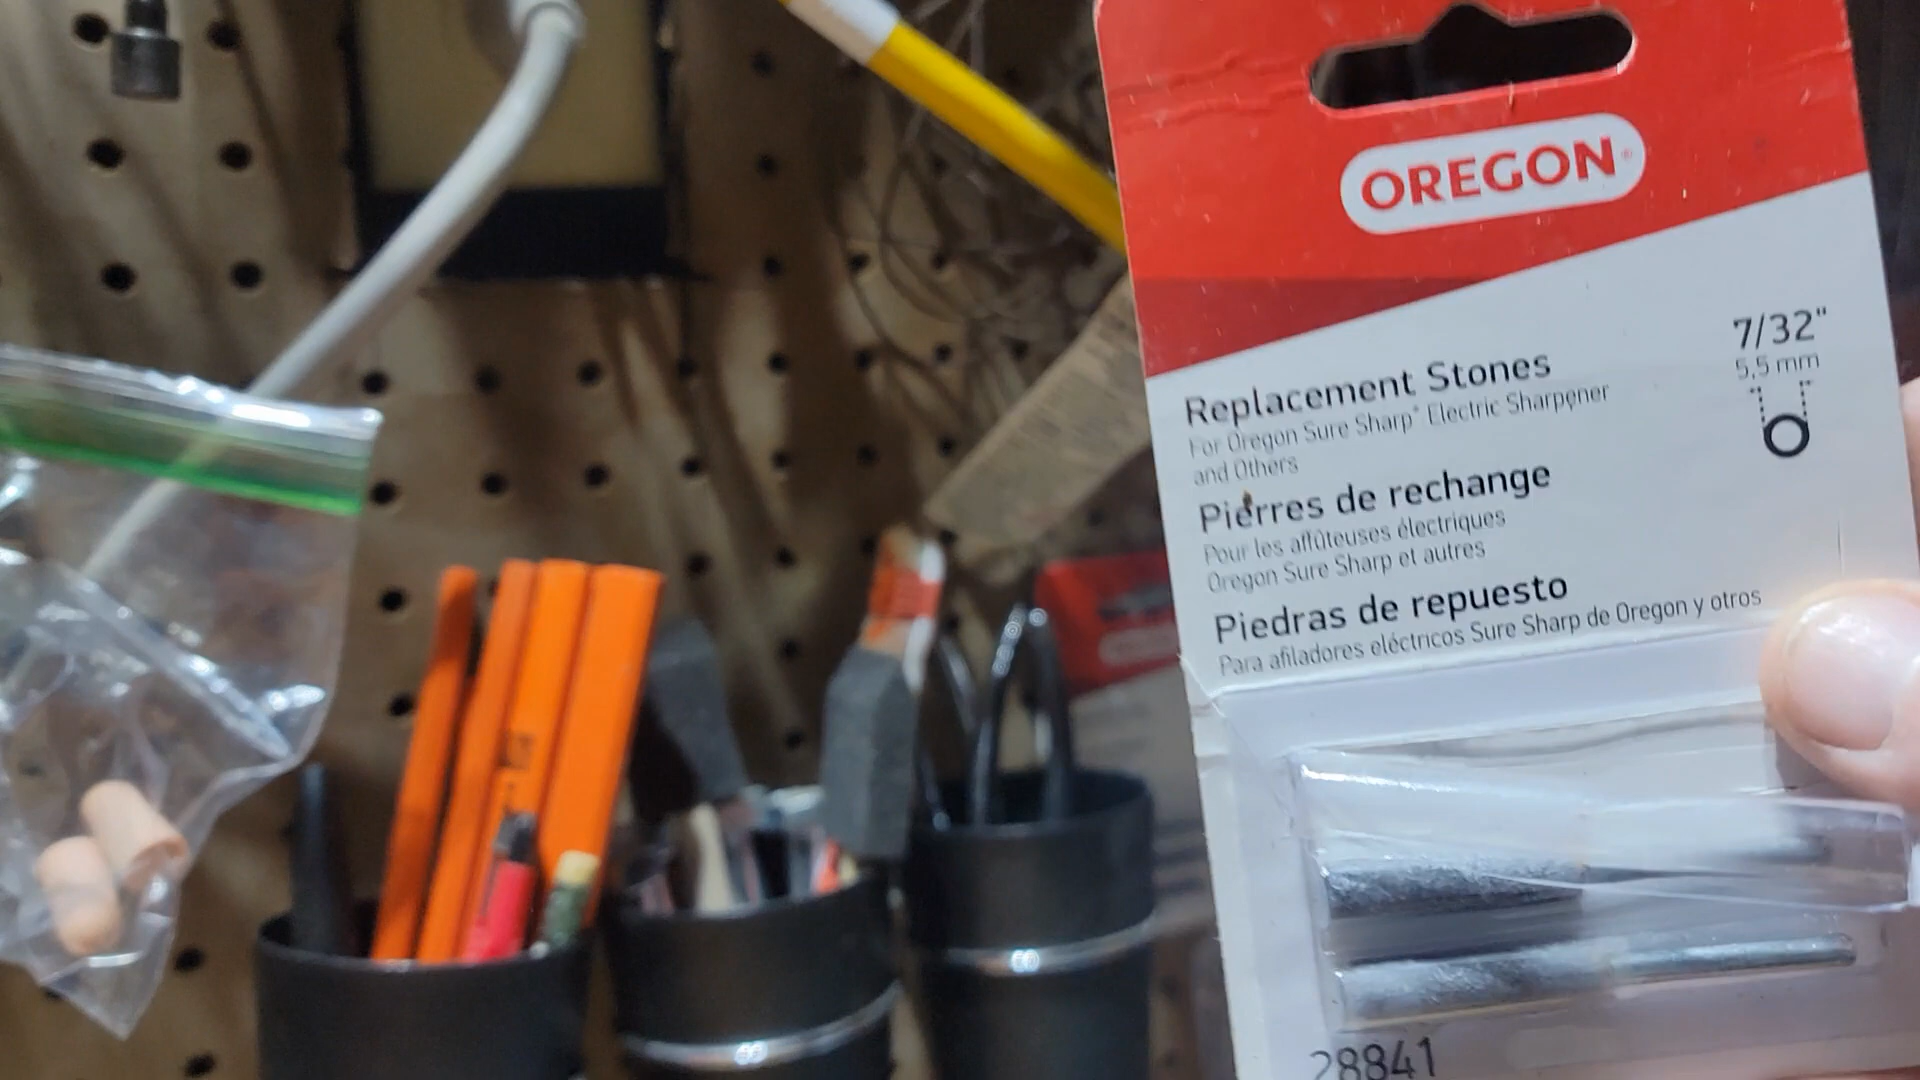 OREGON®
7/32"
5,5 mm
Replacement Stones
For Oregon Sure Sharp® Electric Sharpener
and Others
Pierres de rechange
Pour les affûteuses électriques
Oregon Sure Sharp et autres
Piedras de repuesto
Para afiladores eléctricos Sure Sharp de Oregon y otros
28841